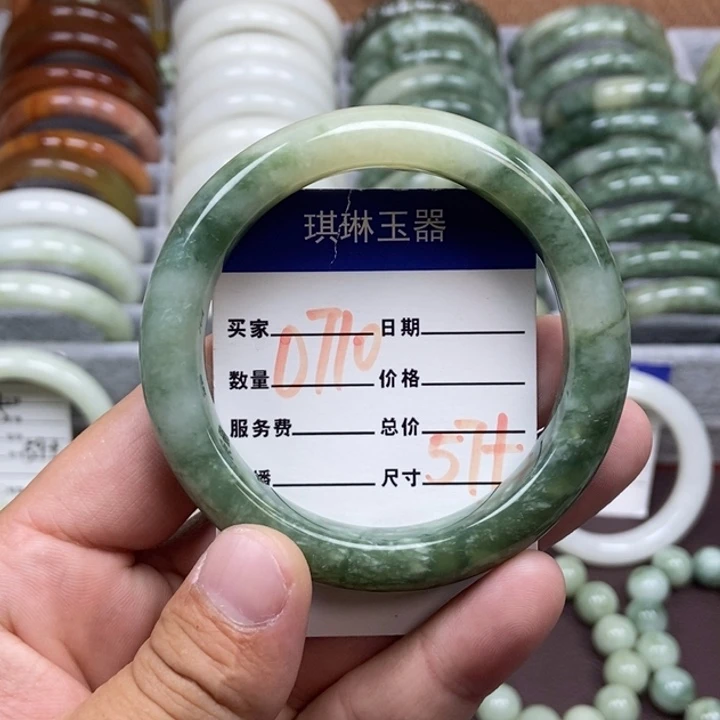 琪琳玉器
买家 日期
0710
数量 价格
服务费 总价
播 尺寸 57+